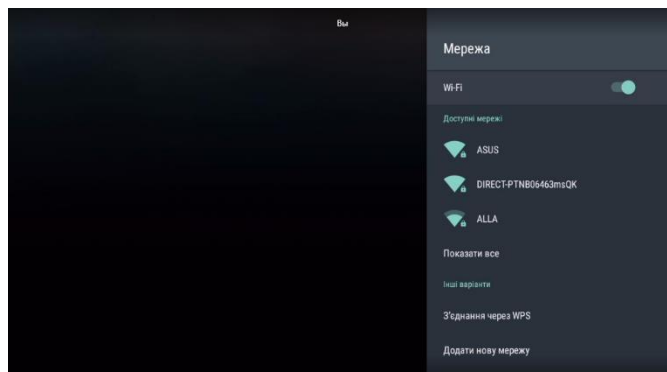 Вы
Мережа
Wi-Fi
Доступні мережі
ASUS
DIRECT-PTNB06463msQK
ALLA
Показати все
Інші варіанти
З'єднання через WPS
Додати нову мережу